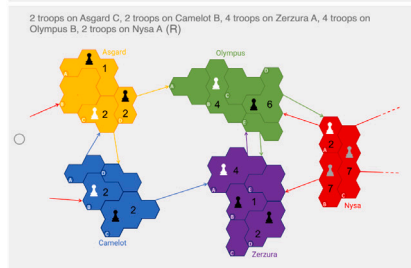 2 troops on Asgard C, 2 troops on Camelot B, 4 troops on Zerzura A, 4 troops on
Olympus B, 2 troops on Nysa A (R)
Asgard
1
2
2
Olympus
A
4
6
2
A
7
7
B
Nysa
D
A
2
2
C
Camelot
A
4
1
2
C
D
Zerzura